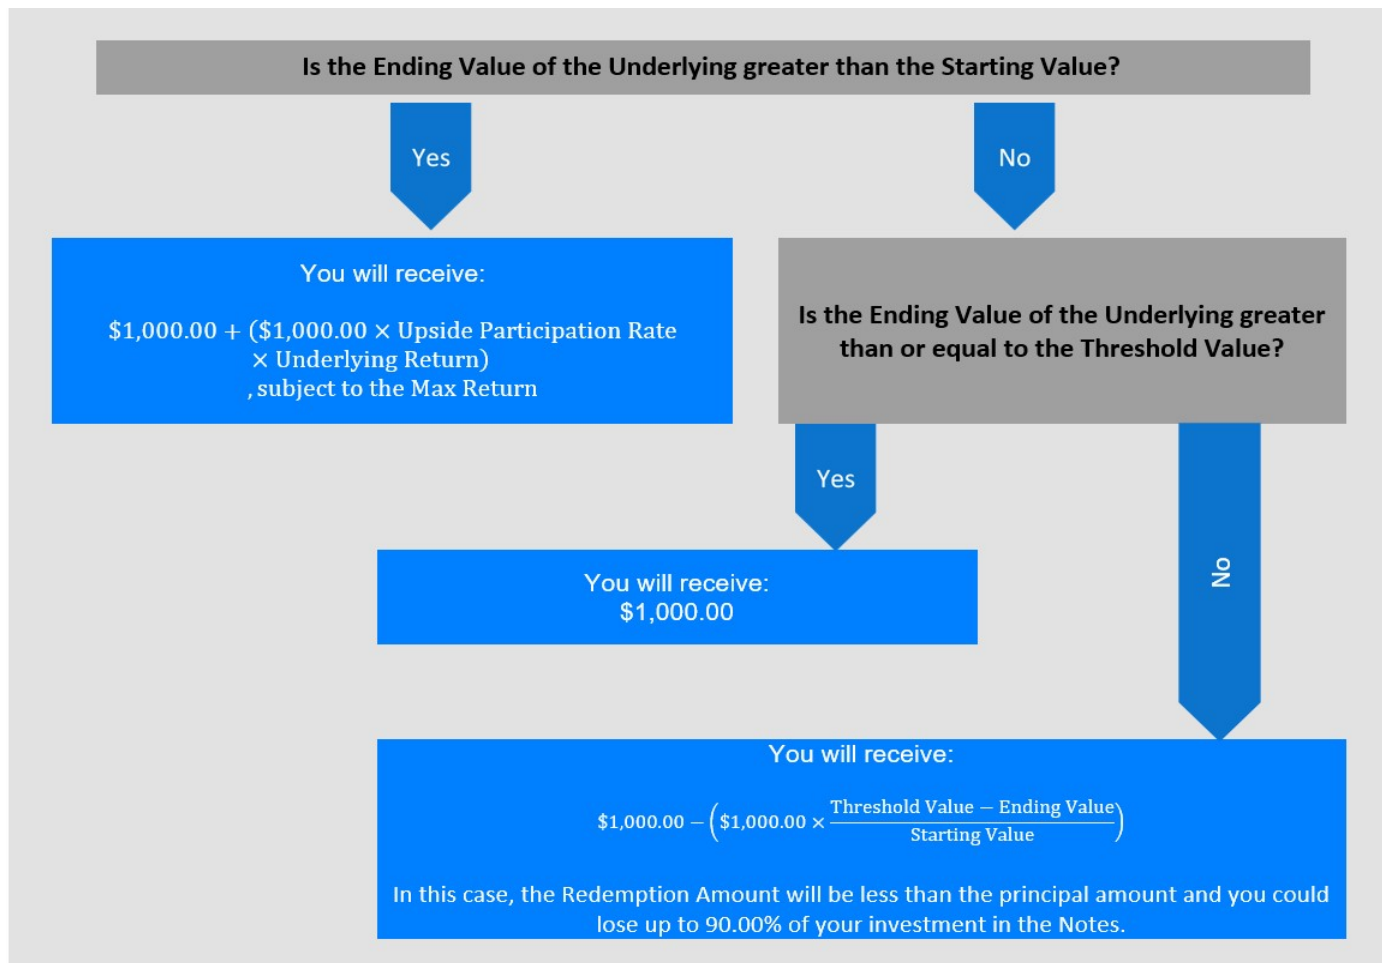 Is the Ending Value of the Underlying greater than the Starting Value?
Yes
No
You will receive:
$1,000.00 + ($1,000.00 × Upside Participation Rate
× Underlying Return)
, subject to the Max Return
Is the Ending Value of the Underlying greater
than or equal to the Threshold Value?
Yes
No
You will receive:
$1,000.00
You will receive:
$1,000.00 − ($1,000.00 × Threshold Value − Ending Value
Starting Value)
In this case, the Redemption Amount will be less than the principal amount and you could
lose up to 90.00% of your investment in the Notes.